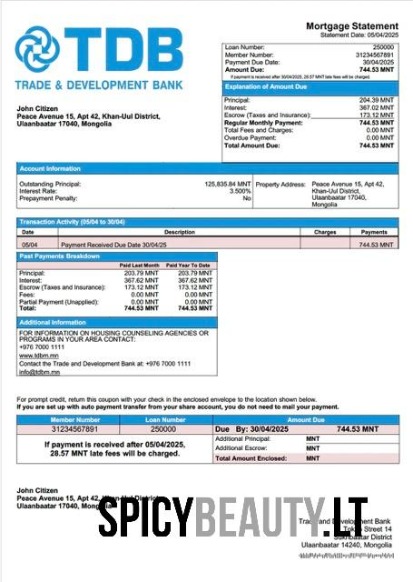 TDB
TRADE & DEVELOPMENT BANK
Mortgage Statement
Statement Date: 05/04/2025
Loan Number: 250000
Member Number: 31234567891
Payment Due Date: 30/04/2025
Amount Due: 744.53 MNT
If payment is received after 30/04/2025, 28.57 MNT late fees will be charged.
Explanation of Amount Due
Principal: 204.39 MNT
Interest: 367.02 MNT
Escrow (Taxes and Insurance): 173.12 MNT
Regular Monthly Payment: 744.53 MNT
Total Fees and Charges: 0.00 MNT
Overdue Payment: 0.00 MNT
Total Amount Due: 744.53 MNT
John Citizen
Peace Avenue 15, Apt 42, Khan-Uul District,
Ulaanbaatar 17040, Mongolia
Account Information
Outstanding Principal: 125,835.84 MNT
Interest Rate: 3.500%
Prepayment Penalty: No
Property Address: Peace Avenue 15, Apt 42,
Khan-Uul District,
Ulaanbaatar 17040,
Mongolia
Transaction Activity (05/04 to 30/04)
Date Description Charges Payments
05/04 Payment Received Due Date 30/04/25 744.53 MNT
Past Payments Breakdown
Paid Last Month Paid Year To Date
Principal: 203.79 MNT 203.79 MNT
Interest: 367.62 MNT 367.62 MNT
Escrow (Taxes and Insurance): 173.12 MNT 173.12 MNT
Fees: 0.00 MNT 0.00 MNT
Partial Payment (Unapplied): 0.00 MNT 0.00 MNT
Total: 744.53 MNT 744.53 MNT
Additional Information
FOR INFORMATION ON HOUSING COUNSELING AGENCIES OR
PROGRAMS IN YOUR AREA CONTACT:
+976 7000 1111
www.tdbm.mn
Contact the Trade and Development Bank at: +976 7000 1111
info@tdbm.mn
For prompt credit, return this coupon with your check in the enclosed envelope to the location shown below.
If you are set up with auto payment transfer from your share account, you do not need to mail your payment.
Member Number Loan Number Amount Due
31234567891 250000 Due By: 30/04/2025 744.53 MNT
If payment is received after 05/04/2025,
28.57 MNT late fees will be charged.
Additional Principal: MNT
Additional Escrow: MNT
Total Amount Enclosed: MNT
John Citizen
Peace Avenue 15, Apt 42, Khan-Uul District,
Ulaanbaatar 17040, Mongolia
SPICYBEAUTY.LT
Trade and Development Bank
Street 14
Sukhbaatar District
Ulaanbaatar 14240, Mongolia